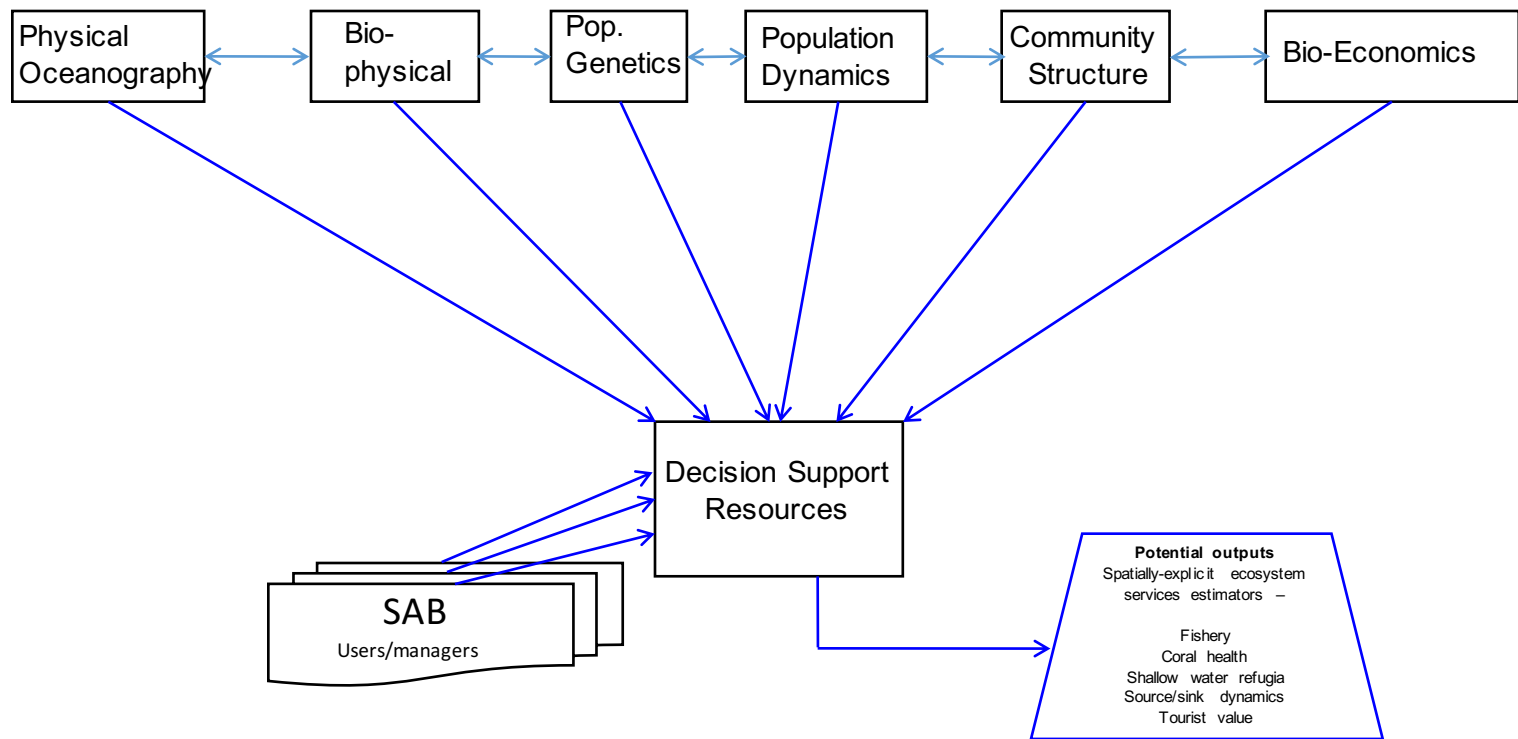 Physical
Oceanography
Bio-
physical
Pop.
Genetics
Population
Dynamics
Community
Structure
Bio-Economics
Decision Support
Resources
SAB
Users/managers
Potential outputs
Spatially-explicit ecosystem
services estimators –
Fishery
Coral health
Shallow water refugia
Source/sink dynamics
Tourist value